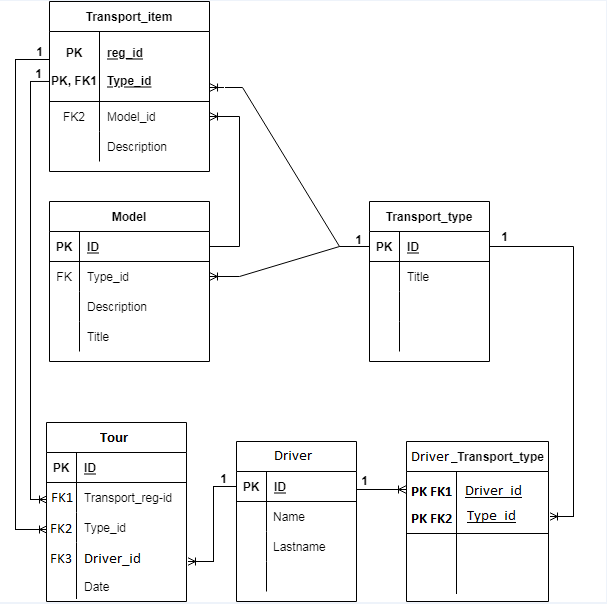 Transport_item
1 PK reg_id
1 PK, FK1 Type_id
FK2 Model_id
Description
Model
PK ID
FK Type_id
Description
Title
Transport_type
1 PK ID 1
Title
Tour
PK ID
FK1 Transport_reg-id
FK2 Type_id
FK3 Driver_id
Date
Driver
1 PK ID 1
Name
Lastname
Driver_Transport_type
PK FK1 Driver_id
PK FK2 Type_id